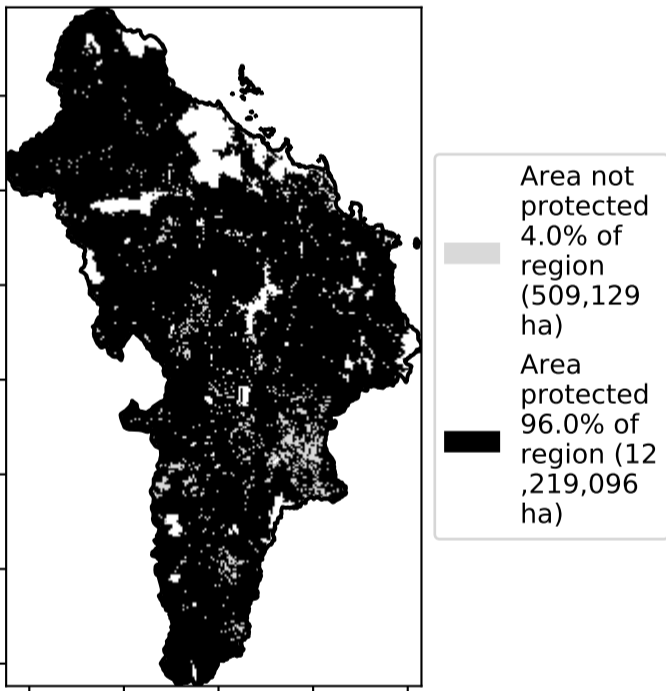 Area not
protected
4.0% of
region
(509,129
ha)
Area
protected
96.0% of
region (12
,219,096
ha)